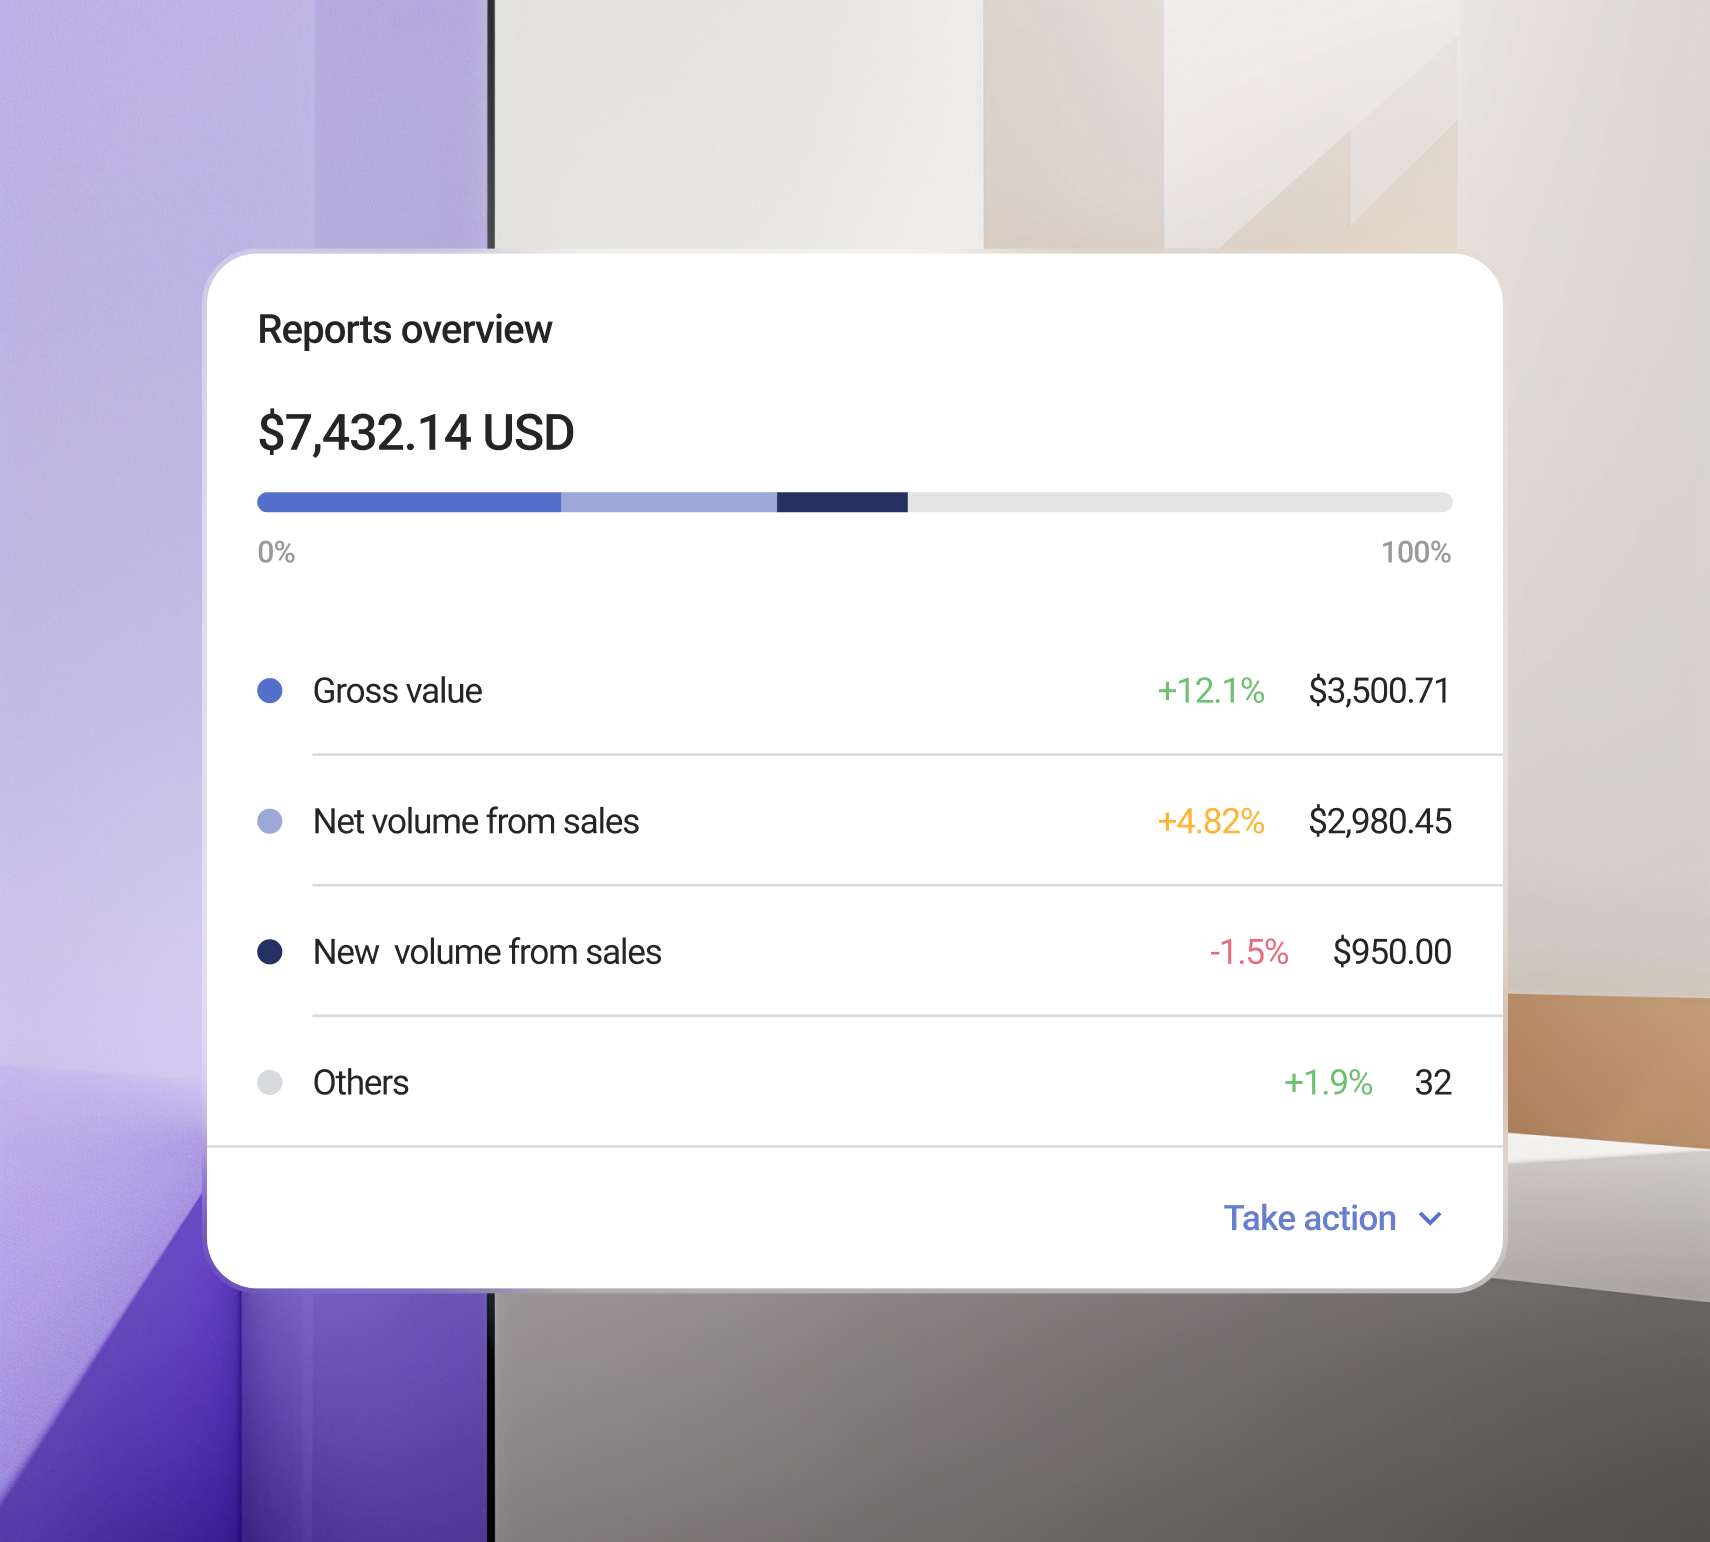 Reports overview
$7,432.14 USD
0% 100%
Gross value +12.1% $3,500.71
Net volume from sales +4.82% $2,980.45
New  volume from sales -1.5% $950.00
Others +1.9% 32
Take action